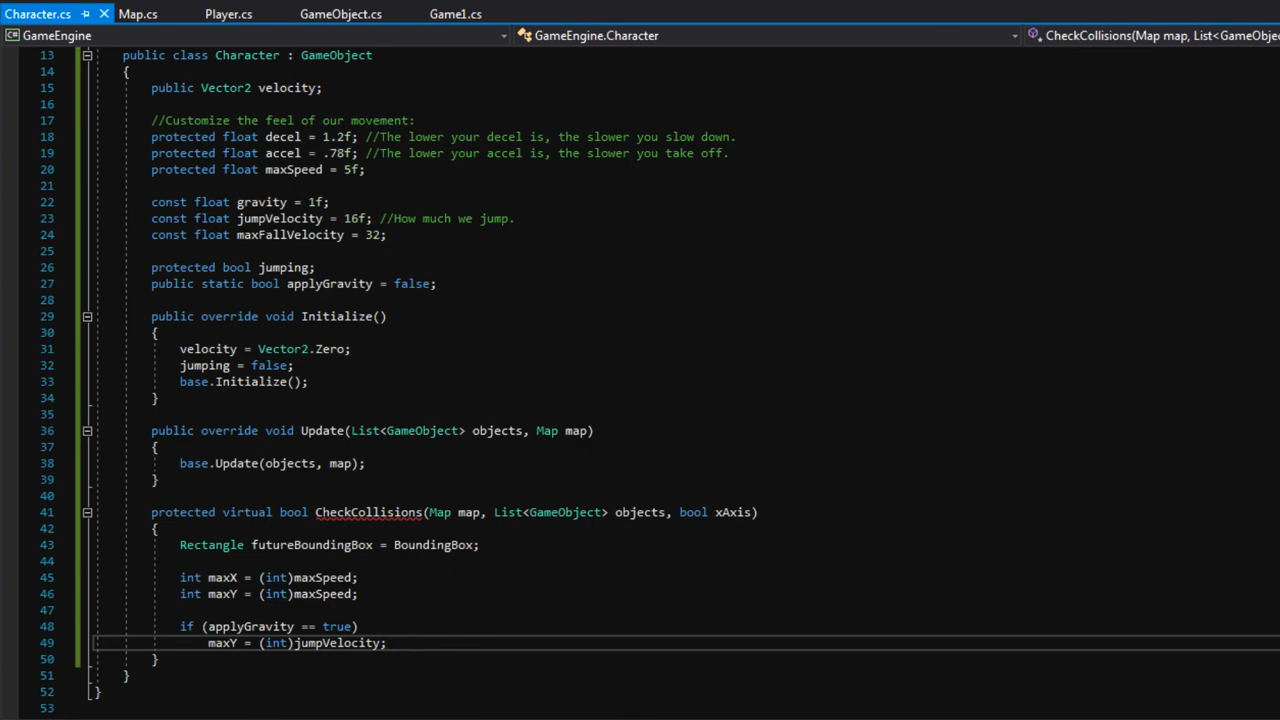 Character.cs Map.cs Player.cs GameObject.cs Game1.cs
GameEngine GameEngine.Character CheckCollisions(Map map, List<GameObje
13 public class Character : GameObject
14 {
15 public Vector2 velocity;
16
17 //Customize the feel of our movement:
18 protected float decel = 1.2f; //The lower your decel is, the slower you slow down.
19 protected float accel = .78f; //The lower your accel is, the slower you take off.
20 protected float maxSpeed = 5f;
21
22 const float gravity = 1f;
23 const float jumpVelocity = 16f; //How much we jump.
24 const float maxFallVelocity = 32;
25
26 protected bool jumping;
27 public static bool applyGravity = false;
28
29 public override void Initialize()
30 {
31 velocity = Vector2.Zero;
32 jumping = false;
33 base.Initialize();
34 }
35
36 public override void Update(List<GameObject> objects, Map map)
37 {
38 base.Update(objects, map);
39 }
40
41 protected virtual bool CheckCollisions(Map map, List<GameObject> objects, bool xAxis)
42 {
43 Rectangle futureBoundingBox = BoundingBox;
44
45 int maxX = (int)maxSpeed;
46 int maxY = (int)maxSpeed;
47
48 if (applyGravity == true)
49 maxY = (int)jumpVelocity;
50 }
51 }
52 }
53